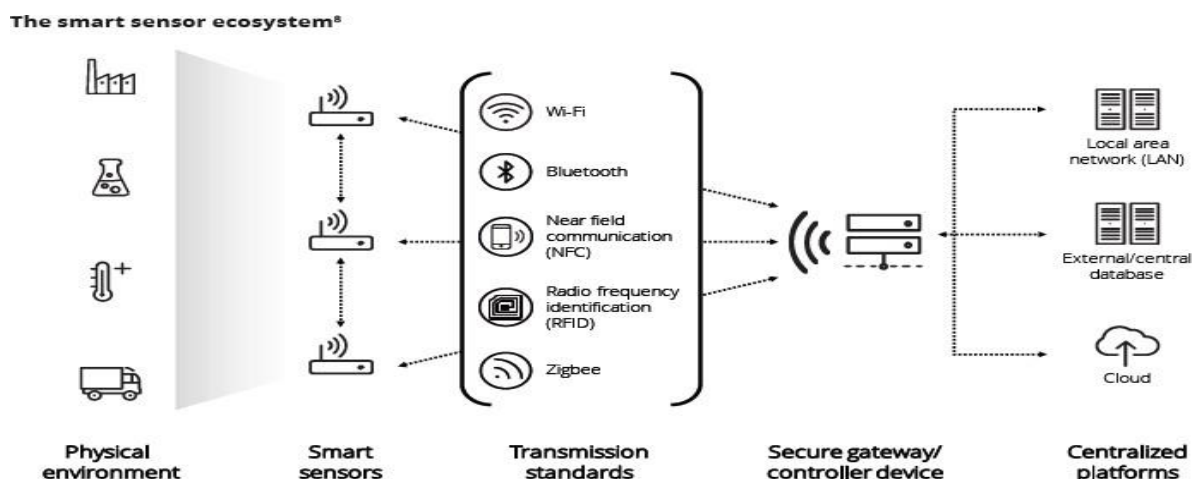 The smart sensor ecosystem⁸
Wi-Fi
Bluetooth
Near field
communication
(NFC)
Radio frequency
identification
(RFID)
Zigbee
Local area
network (LAN)
External/central
database
Cloud
Physical
environment
Smart
sensors
Transmission
standards
Secure gateway/
controller device
Centralized
platforms